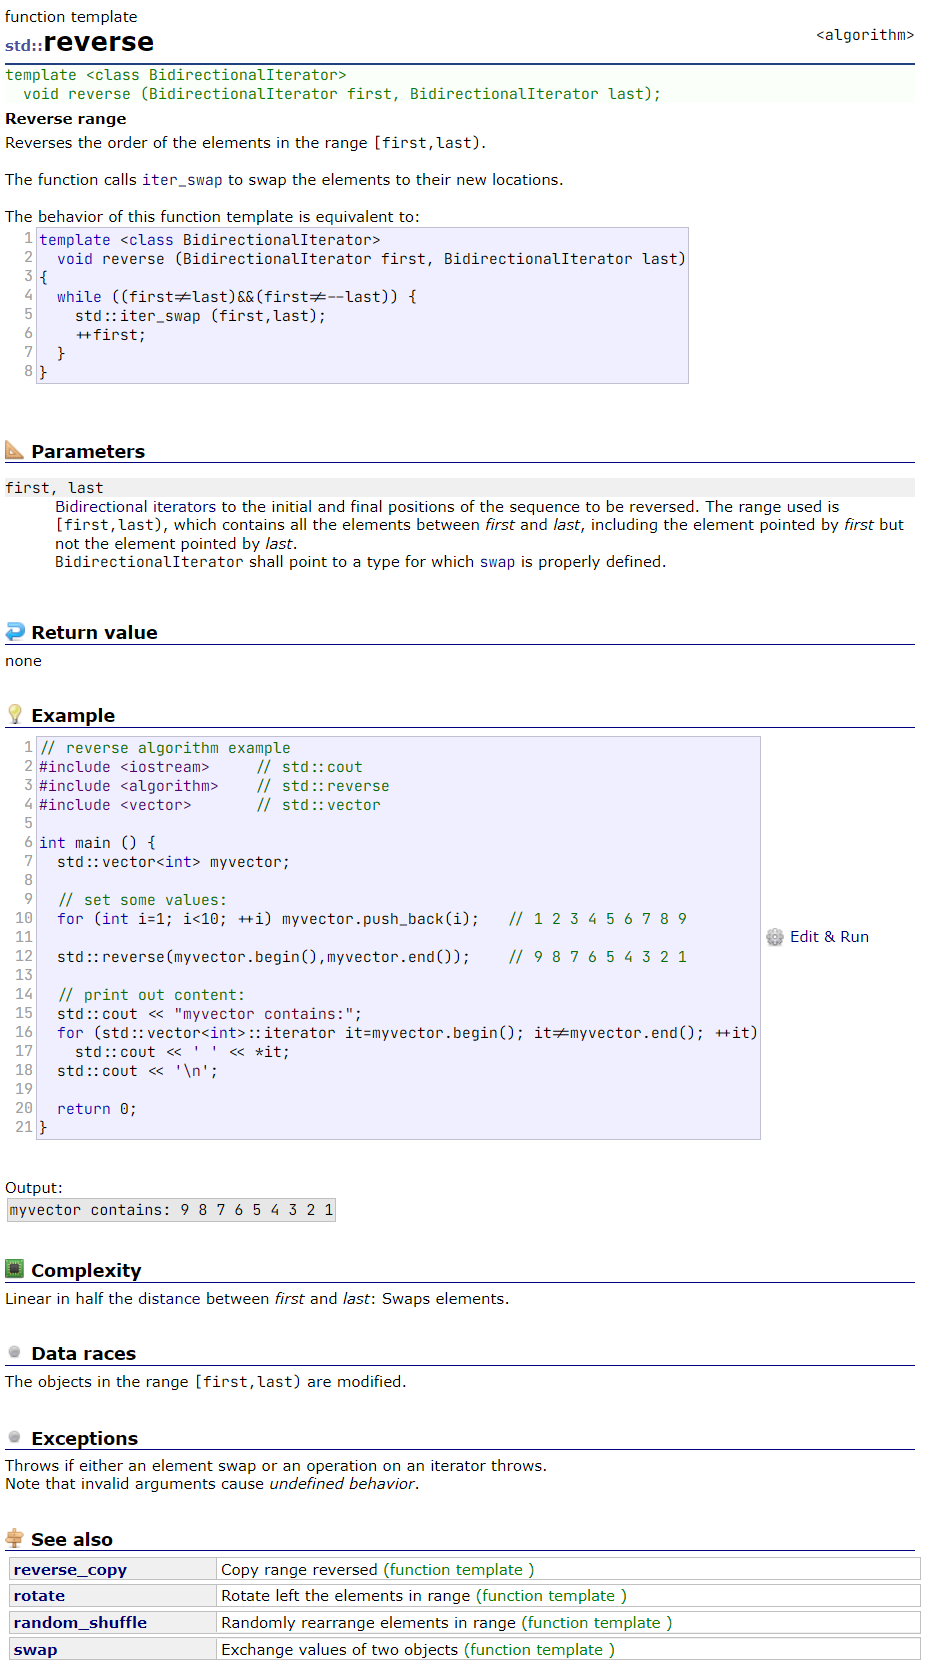 function template
std::reverse
<algorithm>
template <class BidirectionalIterator>
  void reverse (BidirectionalIterator first, BidirectionalIterator last);
Reverse range
Reverses the order of the elements in the range [first,last).
The function calls iter_swap to swap the elements to their new locations.
The behavior of this function template is equivalent to:
1 template <class BidirectionalIterator>
2   void reverse (BidirectionalIterator first, BidirectionalIterator last)
3 {
4   while ((first!=last)&&(first!=--last)) {
5     std::iter_swap (first,last);
6     ++first;
7   }
8 }
Parameters
first, last
Bidirectional iterators to the initial and final positions of the sequence to be reversed. The range used is
[first,last), which contains all the elements between first and last, including the element pointed by first but
not the element pointed by last.
BidirectionalIterator shall point to a type for which swap is properly defined.
Return value
none
Example
1 // reverse algorithm example
2 #include <iostream>     // std::cout
3 #include <algorithm>    // std::reverse
4 #include <vector>       // std::vector
5
6 int main () {
7   std::vector<int> myvector;
8
9   // set some values:
10   for (int i=1; i<10; ++i) myvector.push_back(i);   // 1 2 3 4 5 6 7 8 9
11
12   std::reverse(myvector.begin(),myvector.end());    // 9 8 7 6 5 4 3 2 1
13
14   // print out content:
15   std::cout << "myvector contains:";
16   for (std::vector<int>::iterator it=myvector.begin(); it!=myvector.end(); ++it)
17     std::cout << ' ' << *it;
18   std::cout << '\n';
19
20   return 0;
21 }
Edit & Run
Output:
myvector contains: 9 8 7 6 5 4 3 2 1
Complexity
Linear in half the distance between first and last: Swaps elements.
Data races
The objects in the range [first,last) are modified.
Exceptions
Throws if either an element swap or an operation on an iterator throws.
Note that invalid arguments cause undefined behavior.
See also
reverse_copy Copy range reversed (function template )
rotate Rotate left the elements in range (function template )
random_shuffle Randomly rearrange elements in range (function template )
swap Exchange values of two objects (function template )